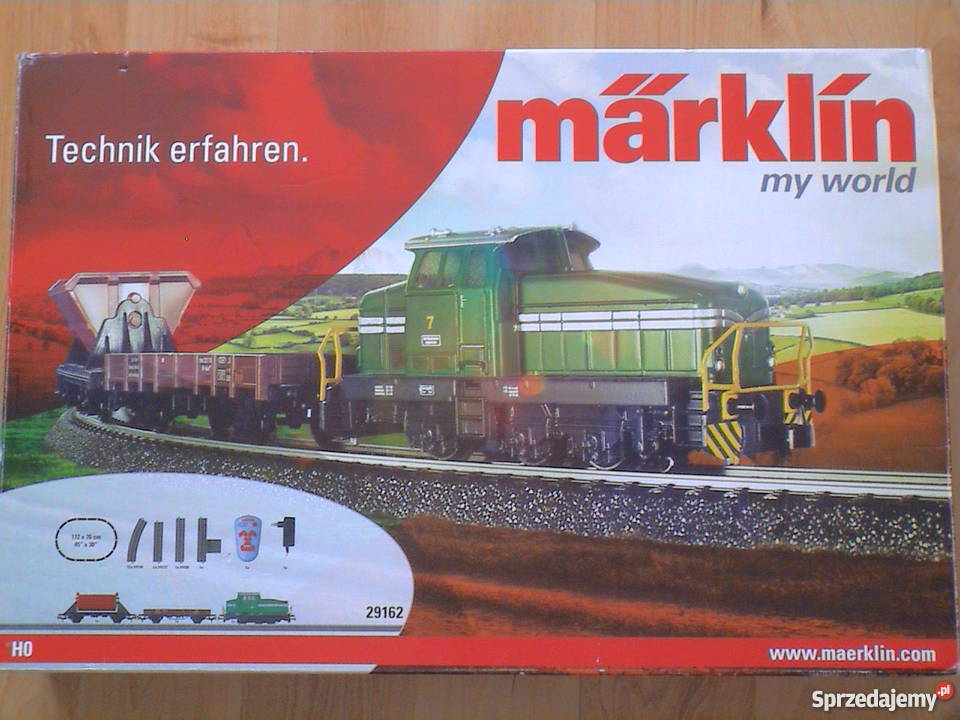 Technik erfahren.
märklin
my world
7
112 x 76 cm
45" x 30"
29162
H0
www.maerklin.com
Sprzedajemy.pl